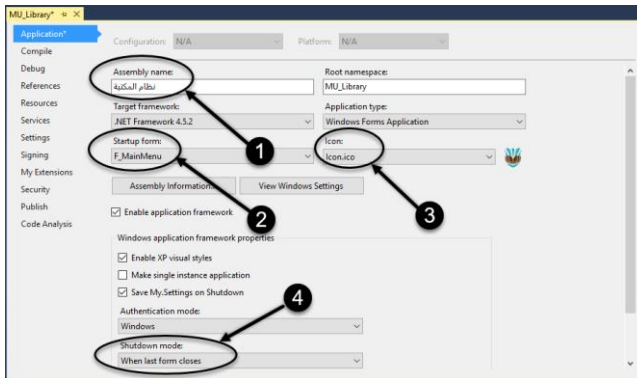 MU_Library*
Application*
Compile
Debug
References
Resources
Services
Settings
Signing
My Extensions
Security
Publish
Code Analysis
Configuration: N/A Platform: N/A
Assembly name: Root namespace:
نظام المكتبة MU_Library
Target framework: Application type:
.NET Framework 4.5.2 Windows Forms Application
1
Startup form: Icon:
F_MainMenu Icon.ico
Assembly Information... View Windows Settings
2
3
Enable application framework
Windows application framework properties
Enable XP visual styles
Make single instance application
Save My.Settings on Shutdown
4
Authentication mode:
Windows
Shutdown mode:
When last form closes